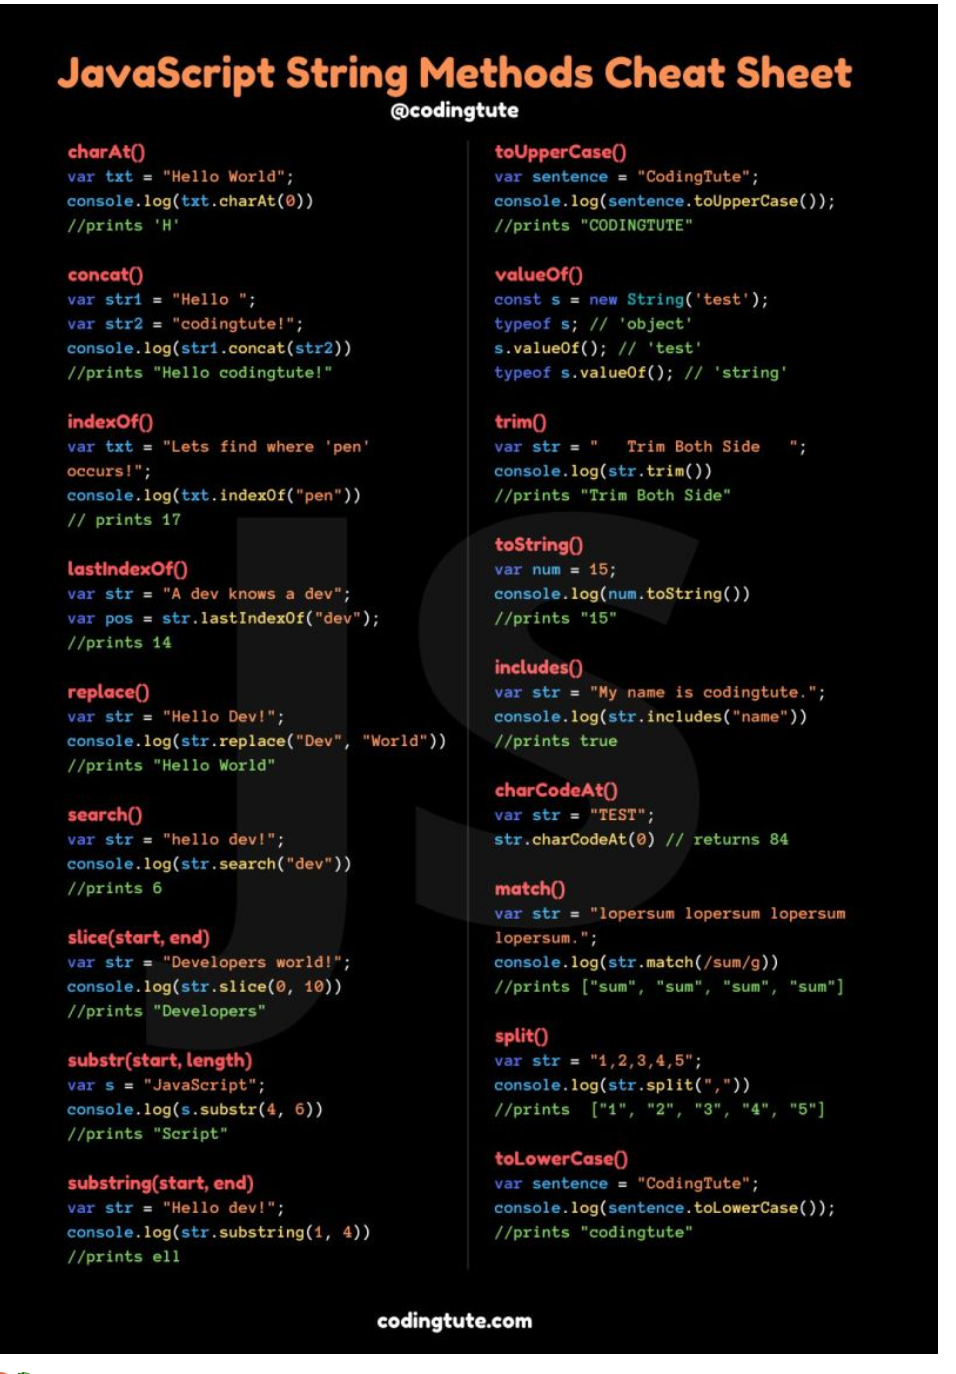 JavaScript String Methods Cheat Sheet
@codingtute
charAt()
var txt = "Hello World";
console.log(txt.charAt(0))
//prints 'H'
concat()
var str1 = "Hello ";
var str2 = "codingtute!";
console.log(str1.concat(str2))
//prints "Hello codingtute!"
indexOf()
var txt = "Lets find where 'pen'
occurs!";
console.log(txt.indexOf("pen"))
// prints 17
lastIndexOf()
var str = "A dev knows a dev";
var pos = str.lastIndexOf("dev");
//prints 14
replace()
var str = "Hello Dev!";
console.log(str.replace("Dev", "World"))
//prints "Hello World"
search()
var str = "hello dev!";
console.log(str.search("dev"))
//prints 6
slice(start, end)
var str = "Developers world!";
console.log(str.slice(0, 10))
//prints "Developers"
substr(start, length)
var s = "JavaScript";
console.log(s.substr(4, 6))
//prints "Script"
substring(start, end)
var str = "Hello dev!";
console.log(str.substring(1, 4))
//prints ell
toUpperCase()
var sentence = "CodingTute";
console.log(sentence.toUpperCase());
//prints "CODINGTUTE"
valueOf()
const s = new String('test');
typeof s; // 'object'
s.valueOf(); // 'test'
typeof s.valueOf(); // 'string'
trim()
var str = "   Trim Both Side   ";
console.log(str.trim())
//prints "Trim Both Side"
toString()
var num = 15;
console.log(num.toString())
//prints "15"
includes()
var str = "My name is codingtute.";
console.log(str.includes("name"))
//prints true
charCodeAt()
var str = "TEST";
str.charCodeAt(0) // returns 84
match()
var str = "lopersum lopersum lopersum
lopersum.";
console.log(str.match(/sum/g))
//prints ["sum", "sum", "sum", "sum"]
split()
var str = "1,2,3,4,5";
console.log(str.split(","))
//prints  ["1", "2", "3", "4", "5"]
toLowerCase()
var sentence = "CodingTute";
console.log(sentence.toLowerCase());
//prints "codingtute"
JS
codingtute.com